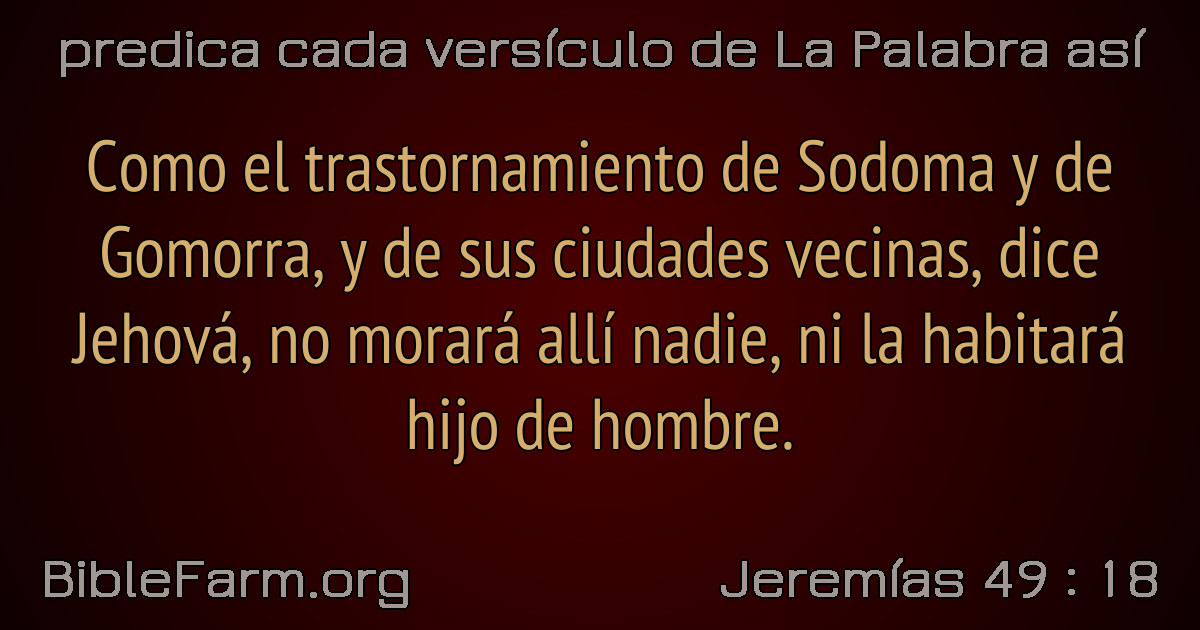 predica cada versículo de La Palabra así
Como el trastornamiento de Sodoma y de
Gomorra, y de sus ciudades vecinas, dice
Jehová, no morará allí nadie, ni la habitará
hijo de hombre.
BibleFarm.org
Jeremías 49 : 18